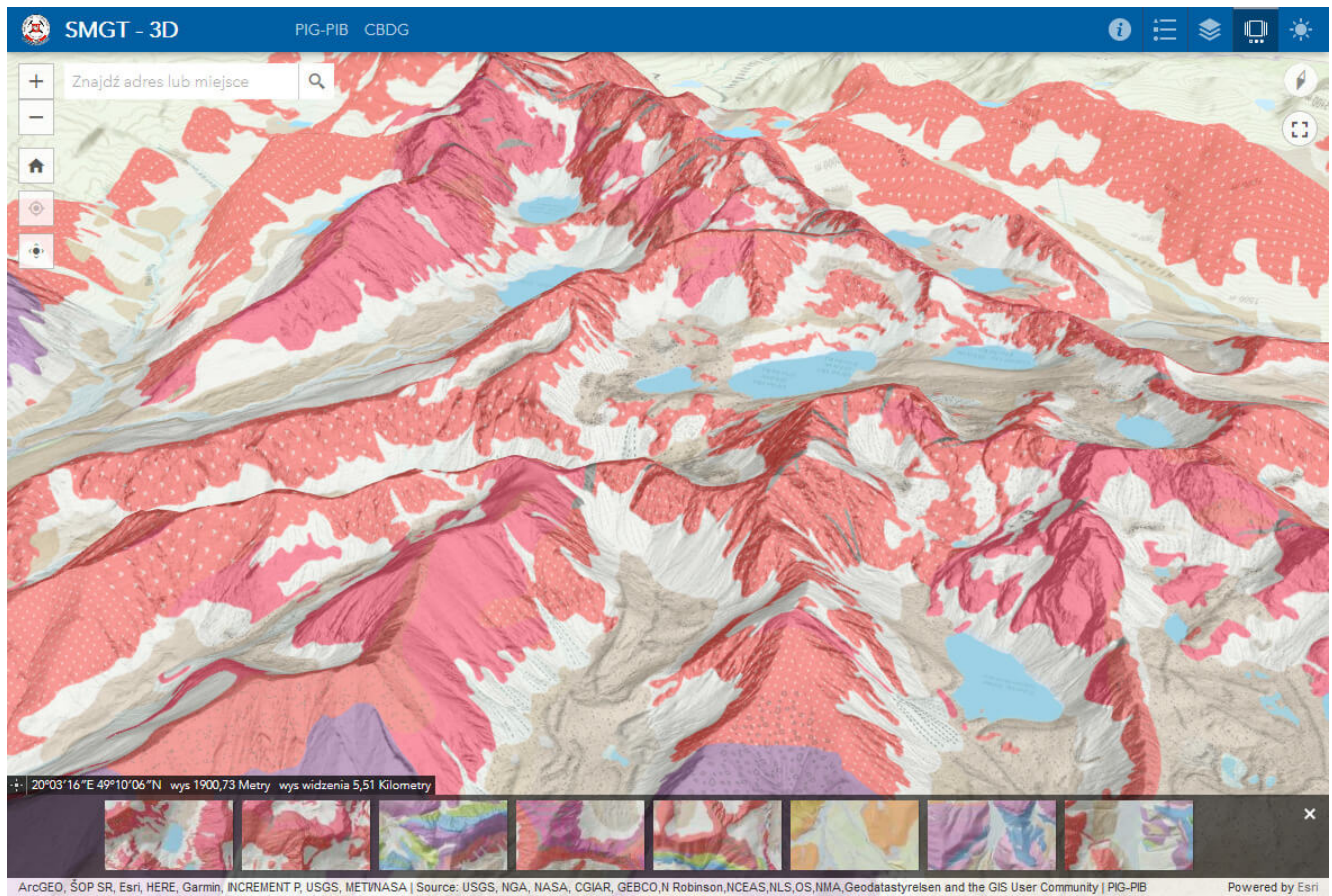 SMGT - 3D
PIG-PIB CBDG
Znajdź adres lub miejsce
20°03'16"E 49°10'06"N wys 1900,73 Metry wys widzenia 5,51 Kilometry
ArcGEO, ŠOP SR, Esri, HERE, Garmin, INCREMENT P, USGS, METI/NASA | Source: USGS, NGA, NASA, CGIAR, GEBCO,N Robinson,NCEAS,NLS,OS,NMA,Geodatastyrelsen and the GIS User Community | PIG-PIB
Powered by Esri